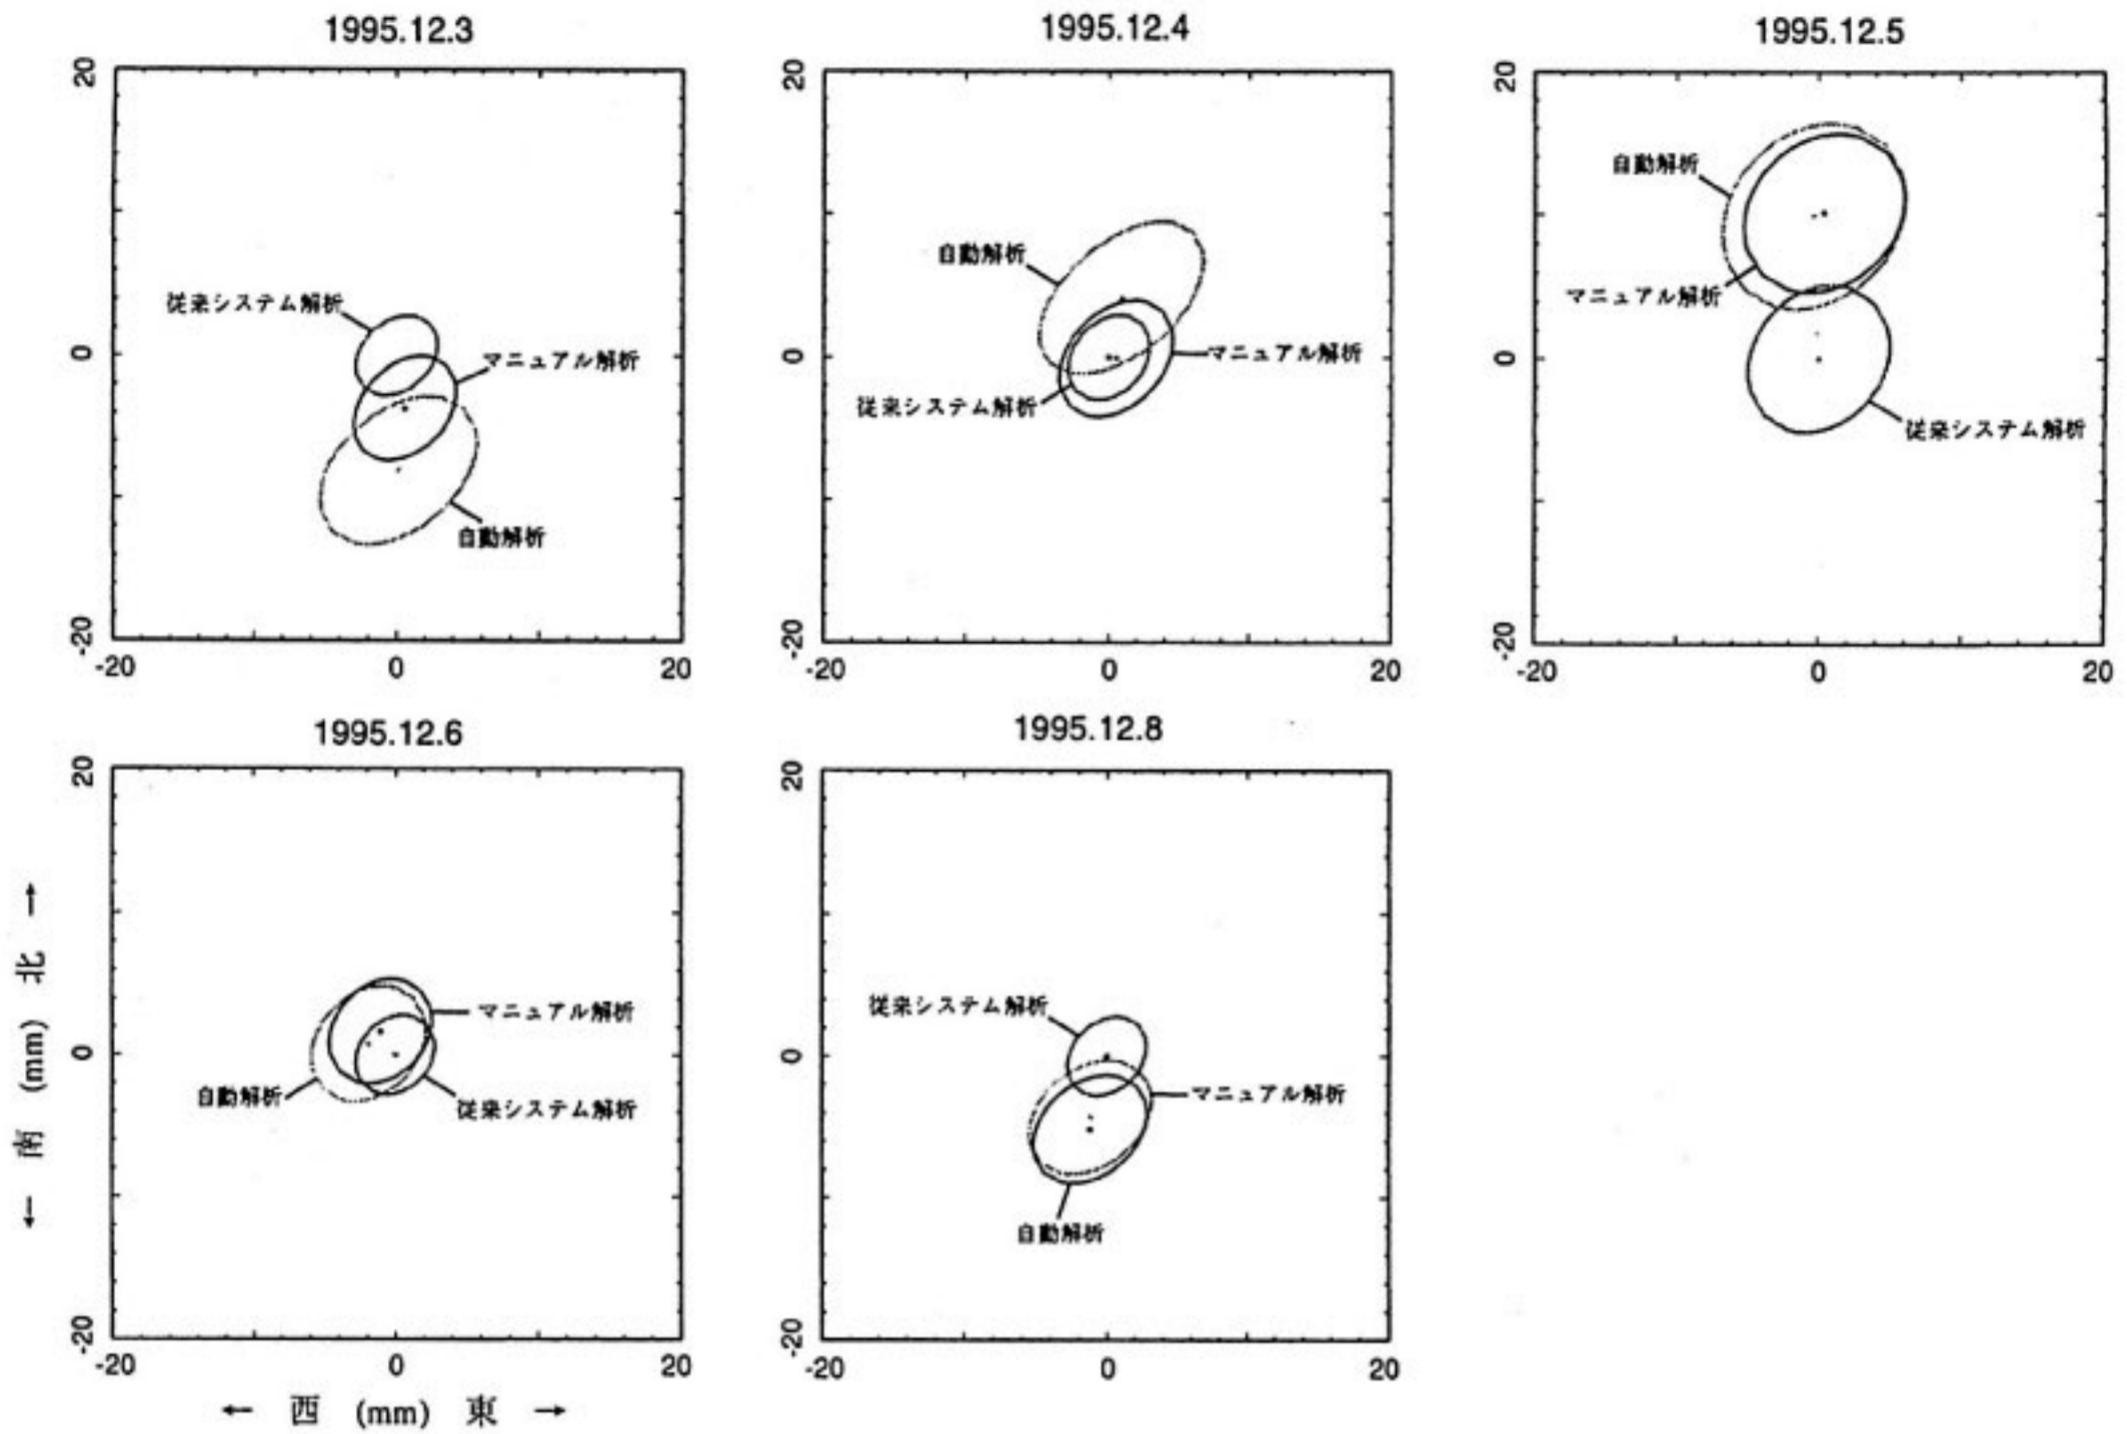 1995.12.3
20
従来システム解析
0
マニュアル解析
自動解析
-20
-20
0
20
1995.12.4
20
自動解析
0
マニュアル解析
従来システム解析
-20
-20
0
20
1995.12.5
20
自動解析
マニュアル解析
0
従来システム解析
-20
-20
0
20
1995.12.6
20
マニュアル解析
0
自動解析
従来システム解析
-20
-20
0
20
← 南 (mm) 北 →
← 西 (mm) 東 →
1995.12.8
20
従来システム解析
0
マニュアル解析
自動解析
-20
-20
0
20